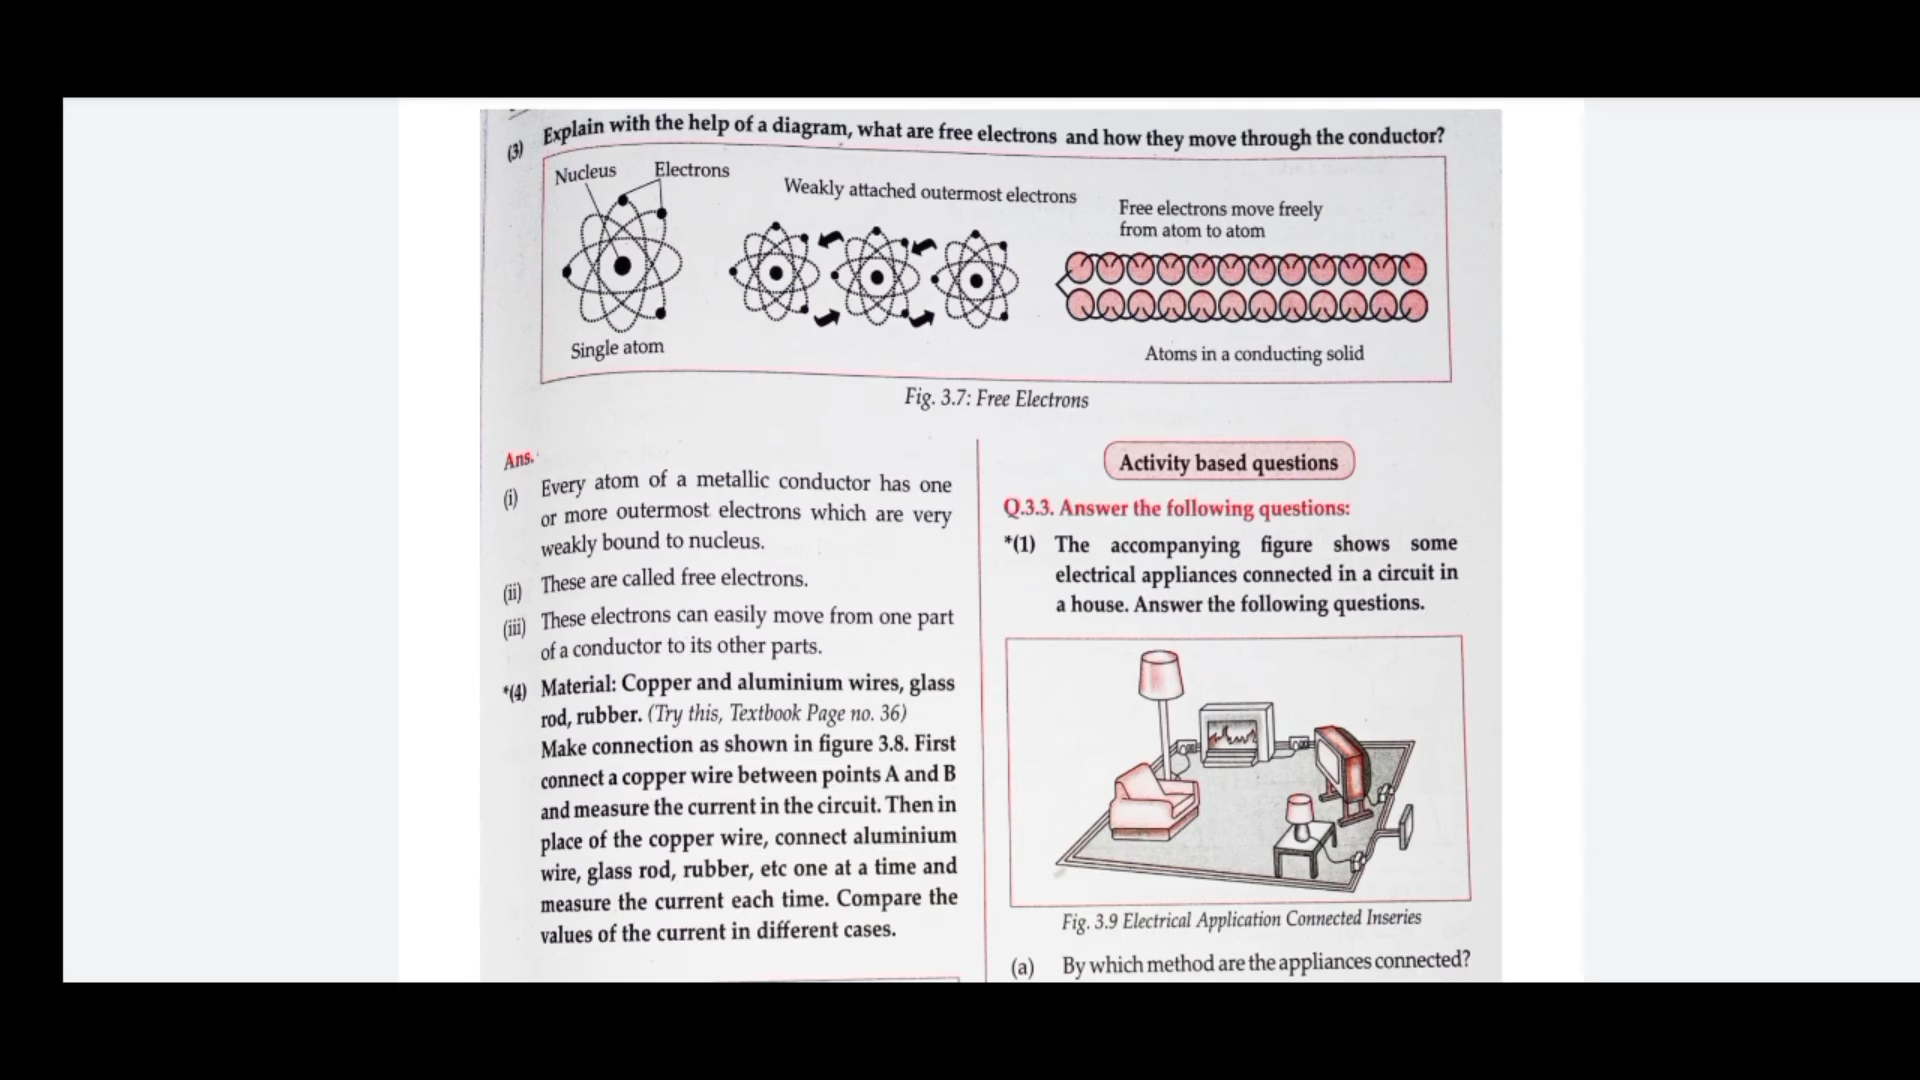 (3) Explain with the help of a diagram, what are free electrons and how they move through the conductor?
Nucleus
Electrons
Weakly attached outermost electrons
Free electrons move freely
from atom to atom
Single atom
Atoms in a conducting solid
Fig. 3.7: Free Electrons
Ans.
(i) Every atom of a metallic conductor has one
or more outermost electrons which are very
weakly bound to nucleus.
(ii) These are called free electrons.
(iii) These electrons can easily move from one part
of a conductor to its other parts.
*(4) Material: Copper and aluminium wires, glass
rod, rubber. (Try this, Textbook Page no. 36)
Make connection as shown in figure 3.8. First
connect a copper wire between points A and B
and measure the current in the circuit. Then in
place of the copper wire, connect aluminium
wire, glass rod, rubber, etc one at a time and
measure the current each time. Compare the
values of the current in different cases.
Activity based questions
Q.3.3. Answer the following questions:
*(1) The accompanying figure shows some
electrical appliances connected in a circuit in
a house. Answer the following questions.
Fig. 3.9 Electrical Application Connected Inseries
(a) By which method are the appliances connected?